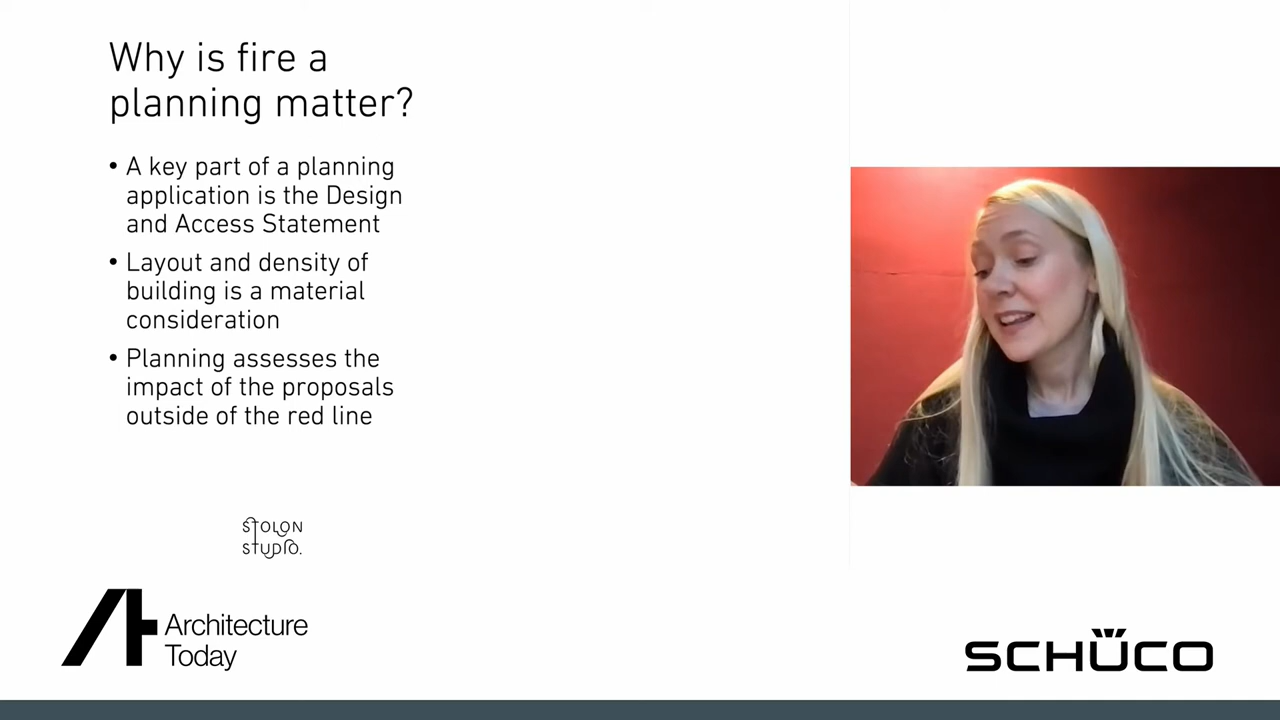 Why is fire a
planning matter?
• A key part of a planning
application is the Design
and Access Statement
• Layout and density of
building is a material
consideration
• Planning assesses the
impact of the proposals
outside of the red line
STOLON
STUDIO.
Architecture
Today
SCHÜCO